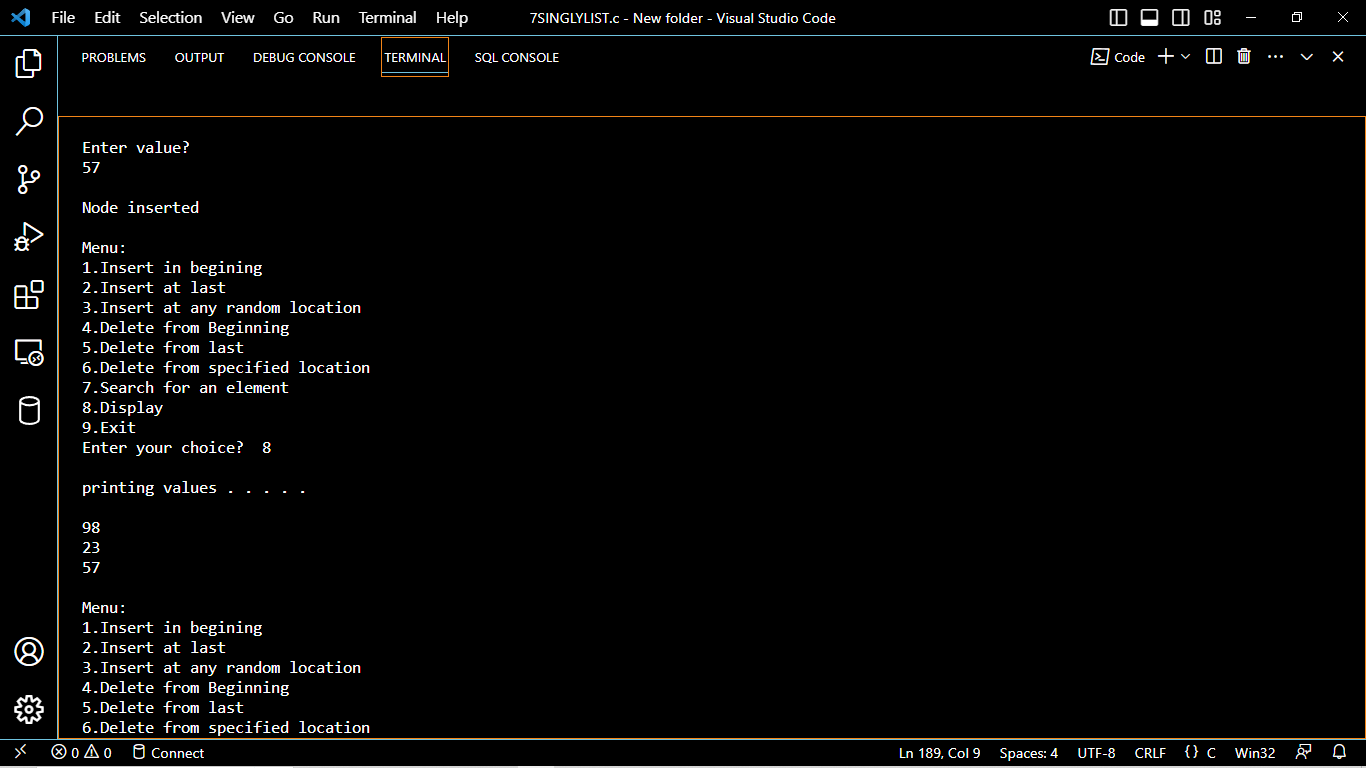 File Edit Selection View Go Run Terminal Help 7SINGLYLIST.c - New folder - Visual Studio Code
PROBLEMS OUTPUT DEBUG CONSOLE TERMINAL SQL CONSOLE Code
Enter value?
57
Node inserted
Menu:
1.Insert in begining
2.Insert at last
3.Insert at any random location
4.Delete from Beginning
5.Delete from last
6.Delete from specified location
7.Search for an element
8.Display
9.Exit
Enter your choice?  8
printing values . . . . .
98
23
57
Menu:
1.Insert in begining
2.Insert at last
3.Insert at any random location
4.Delete from Beginning
5.Delete from last
6.Delete from specified location
0 0 Connect Ln 189, Col 9 Spaces: 4 UTF-8 CRLF {} C Win32